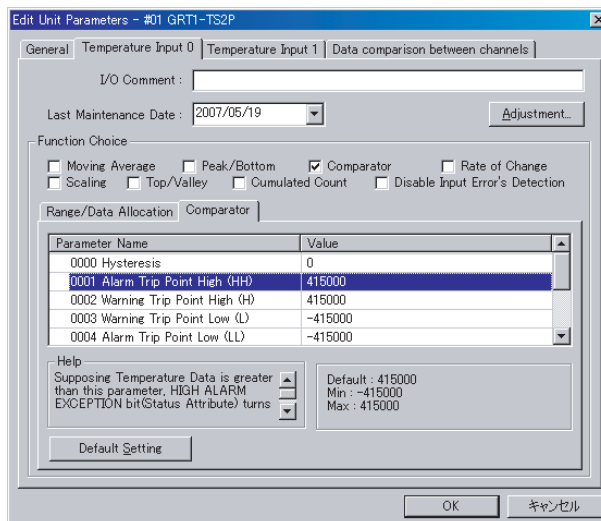 Edit Unit Parameters - #01 GRT1-TS2P
General Temperature Input 0 Temperature Input 1 Data comparison between channels
I/O Comment :
Last Maintenance Date : 2007/05/19 Adjustment...
Function Choice
Moving Average Peak/Bottom Comparator Rate of Change
Scaling Top/Valley Cumulated Count Disable Input Error's Detection
Range/Data Allocation Comparator
Parameter Name Value
0000 Hysteresis 0
0001 Alarm Trip Point High (HH) 415000
0002 Warning Trip Point High (H) 415000
0003 Warning Trip Point Low (L) -415000
0004 Alarm Trip Point Low (LL) -415000
Help
Supposing Temperature Data is greater
than this parameter, HIGH ALARM
EXCEPTION bit(Status Attribute) turns
Default : 415000
Min : -415000
Max : 415000
Default Setting
OK キャンセル